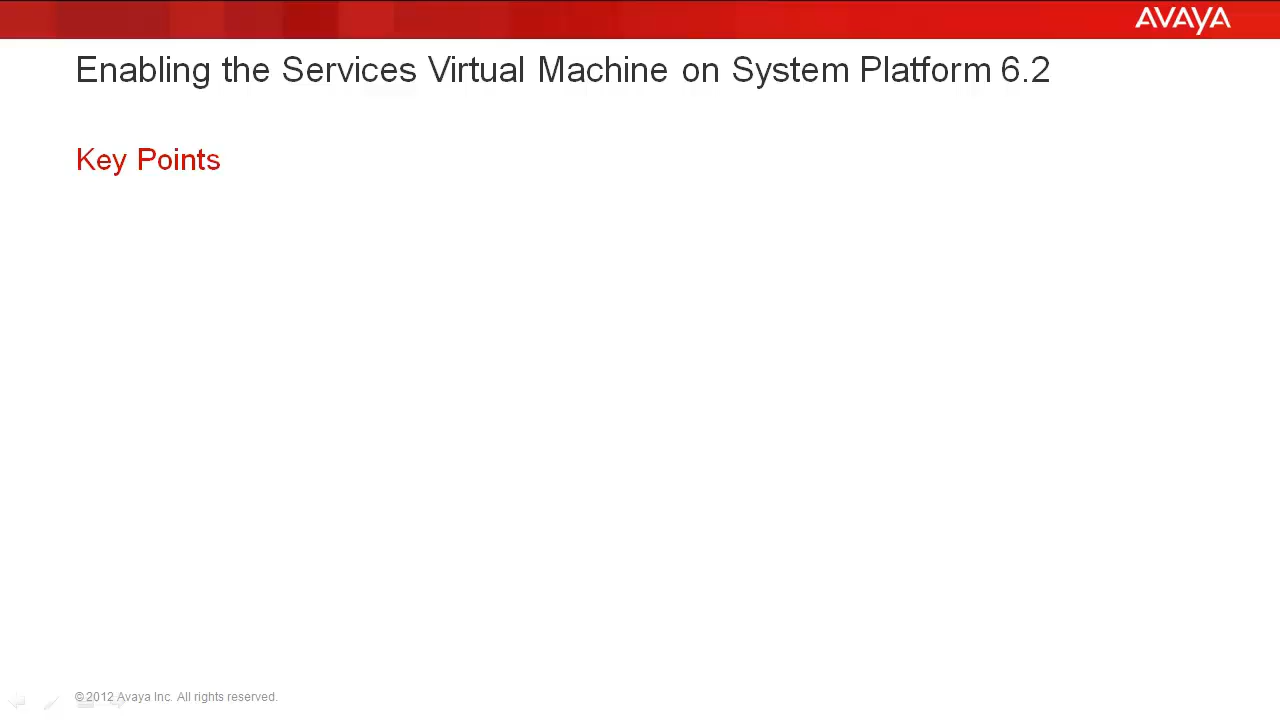 AVAYA
Enabling the Services Virtual Machine on System Platform 6.2
Key Points
©2012 Avaya Inc. All rights reserved.